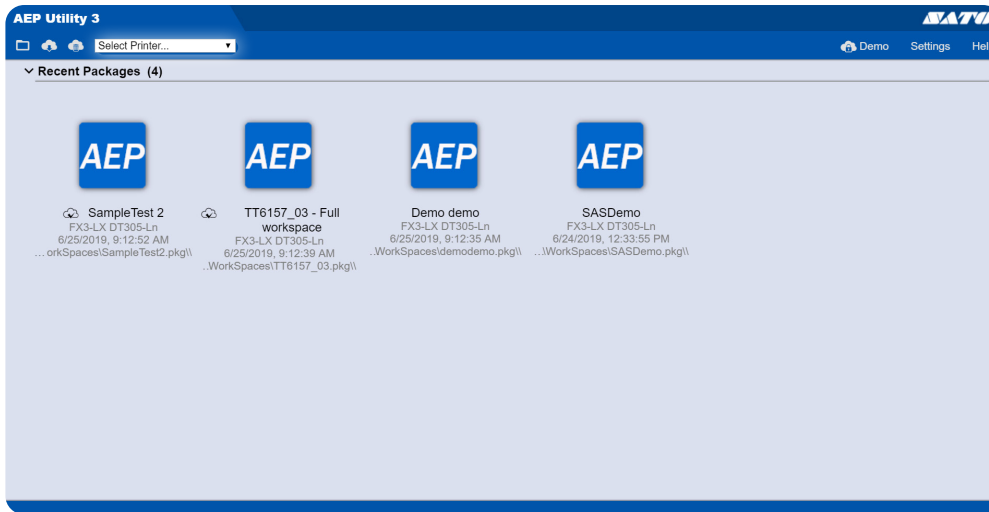 AEP Utility 3
SATO
Select Printer...
Demo Settings Hel
Recent Packages (4)
AEP AEP AEP AEP
SampleTest 2
FX3-LX DT305-Ln
6/25/2019, 9:12:52 AM
...orkSpaces\SampleTest2.pkg\\
TT6157_03 - Full
workspace
FX3-LX DT305-Ln
6/25/2019, 9:12:39 AM
..WorkSpaces\TT6157_03.pkg\\
Demo demo
FX3-LX DT305-Ln
6/25/2019, 9:12:35 AM
..WorkSpaces\demodemo.pkg\\
SASDemo
FX3-LX DT305-Ln
6/24/2019, 12:33:55 PM
...\WorkSpaces\SASDemo.pkg\\